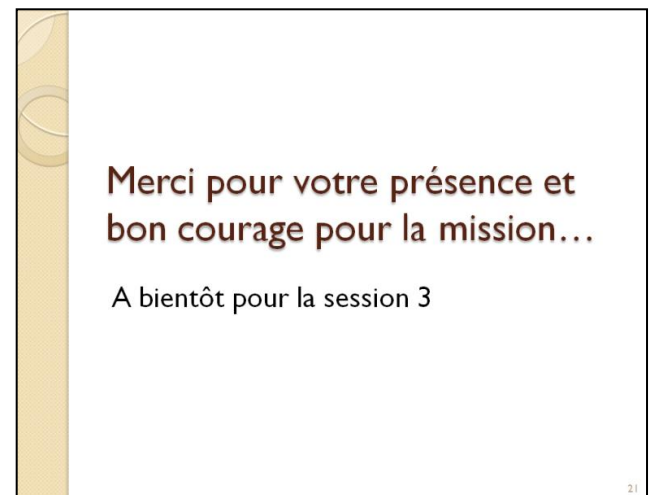 Merci pour votre présence et
bon courage pour la mission…
A bientôt pour la session 3
21